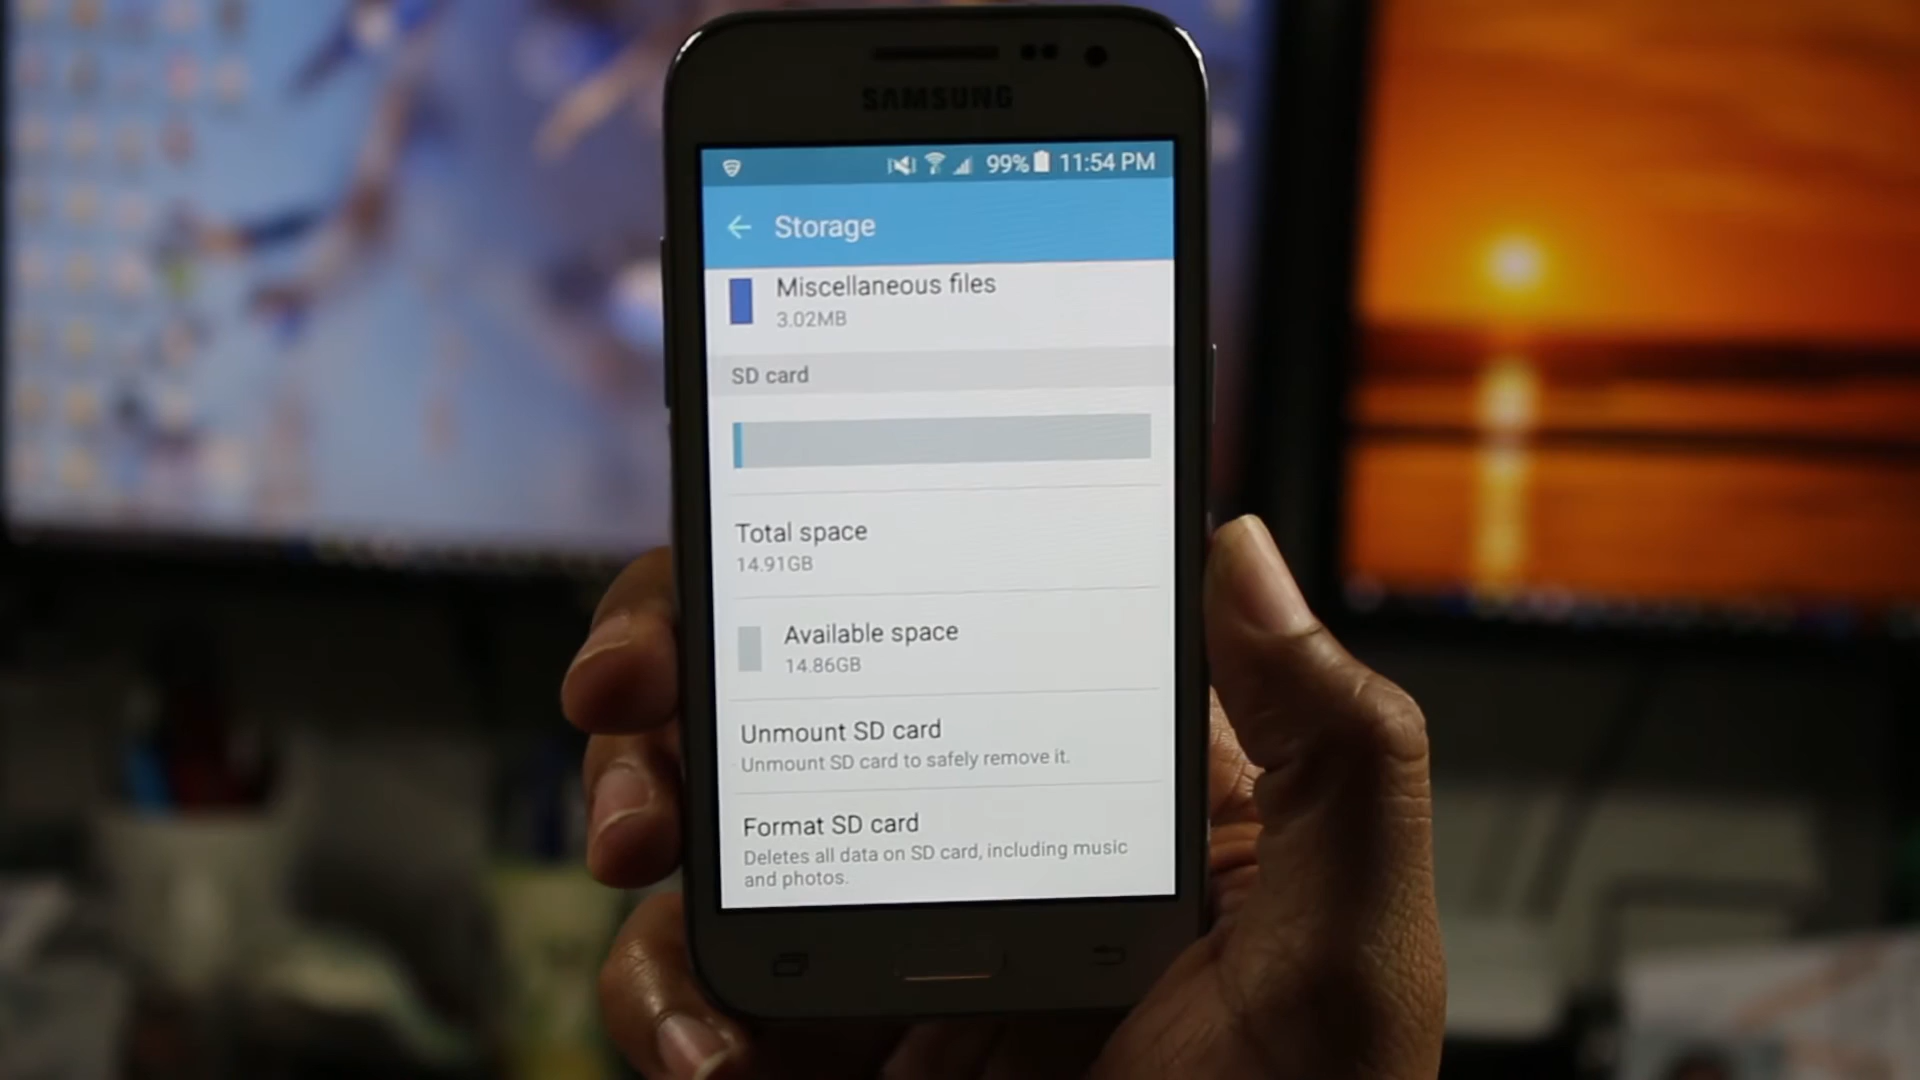 SAMSUNG
99% 11:54 PM
Storage
Miscellaneous files
3.02MB
SD card
Total space
14.91GB
Available space
14.86GB
Unmount SD card
Unmount SD card to safely remove it.
Format SD card
Deletes all data on SD card, including music
and photos.